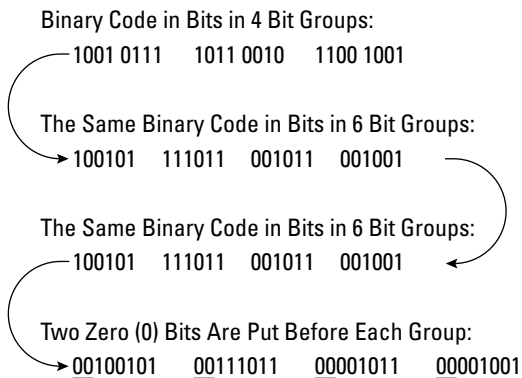 Binary Code in Bits in 4 Bit Groups:
1001 0111 1011 0010 1100 1001
The Same Binary Code in Bits in 6 Bit Groups:
100101 111011 001011 001001
The Same Binary Code in Bits in 6 Bit Groups:
100101 111011 001011 001001
Two Zero (0) Bits Are Put Before Each Group:
00100101 00111011 00001011 00001001